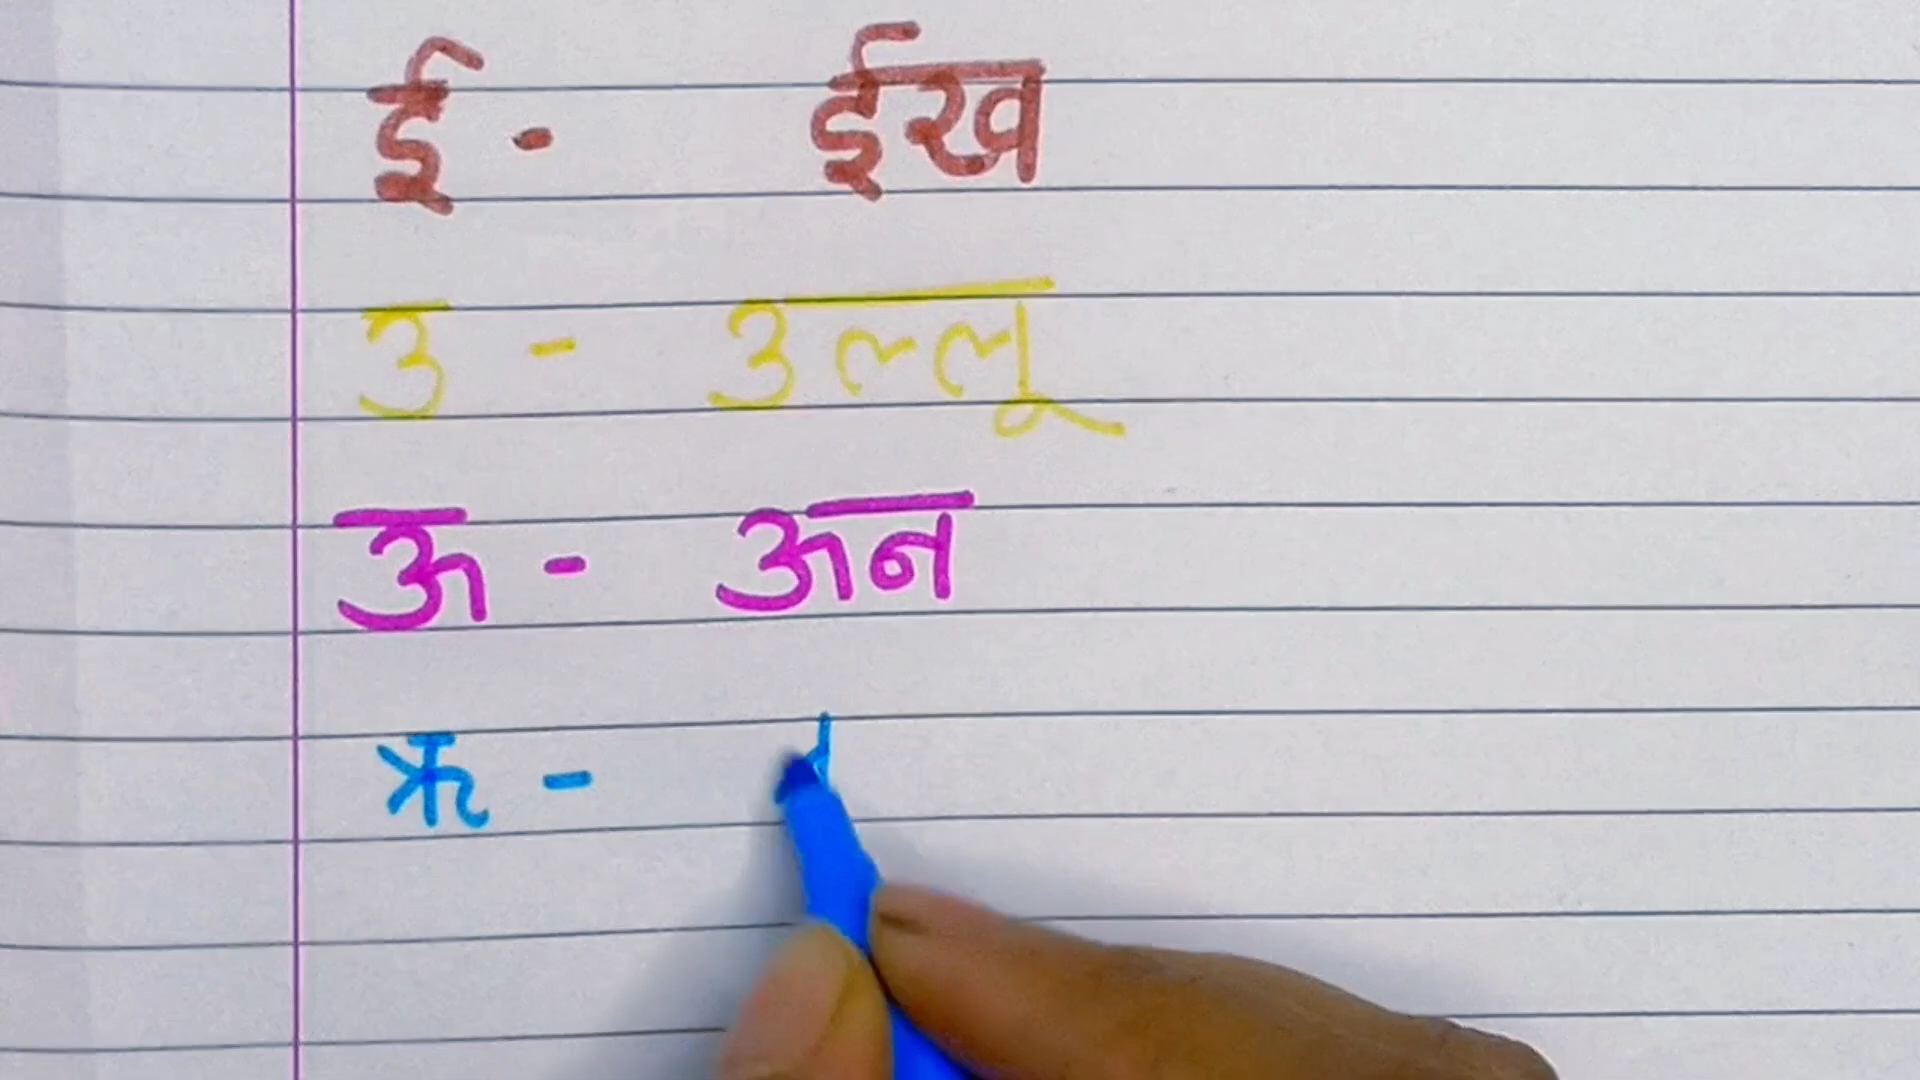 ई - ईख
उ - उल्लू
ऊ - ऊन
ऋ -